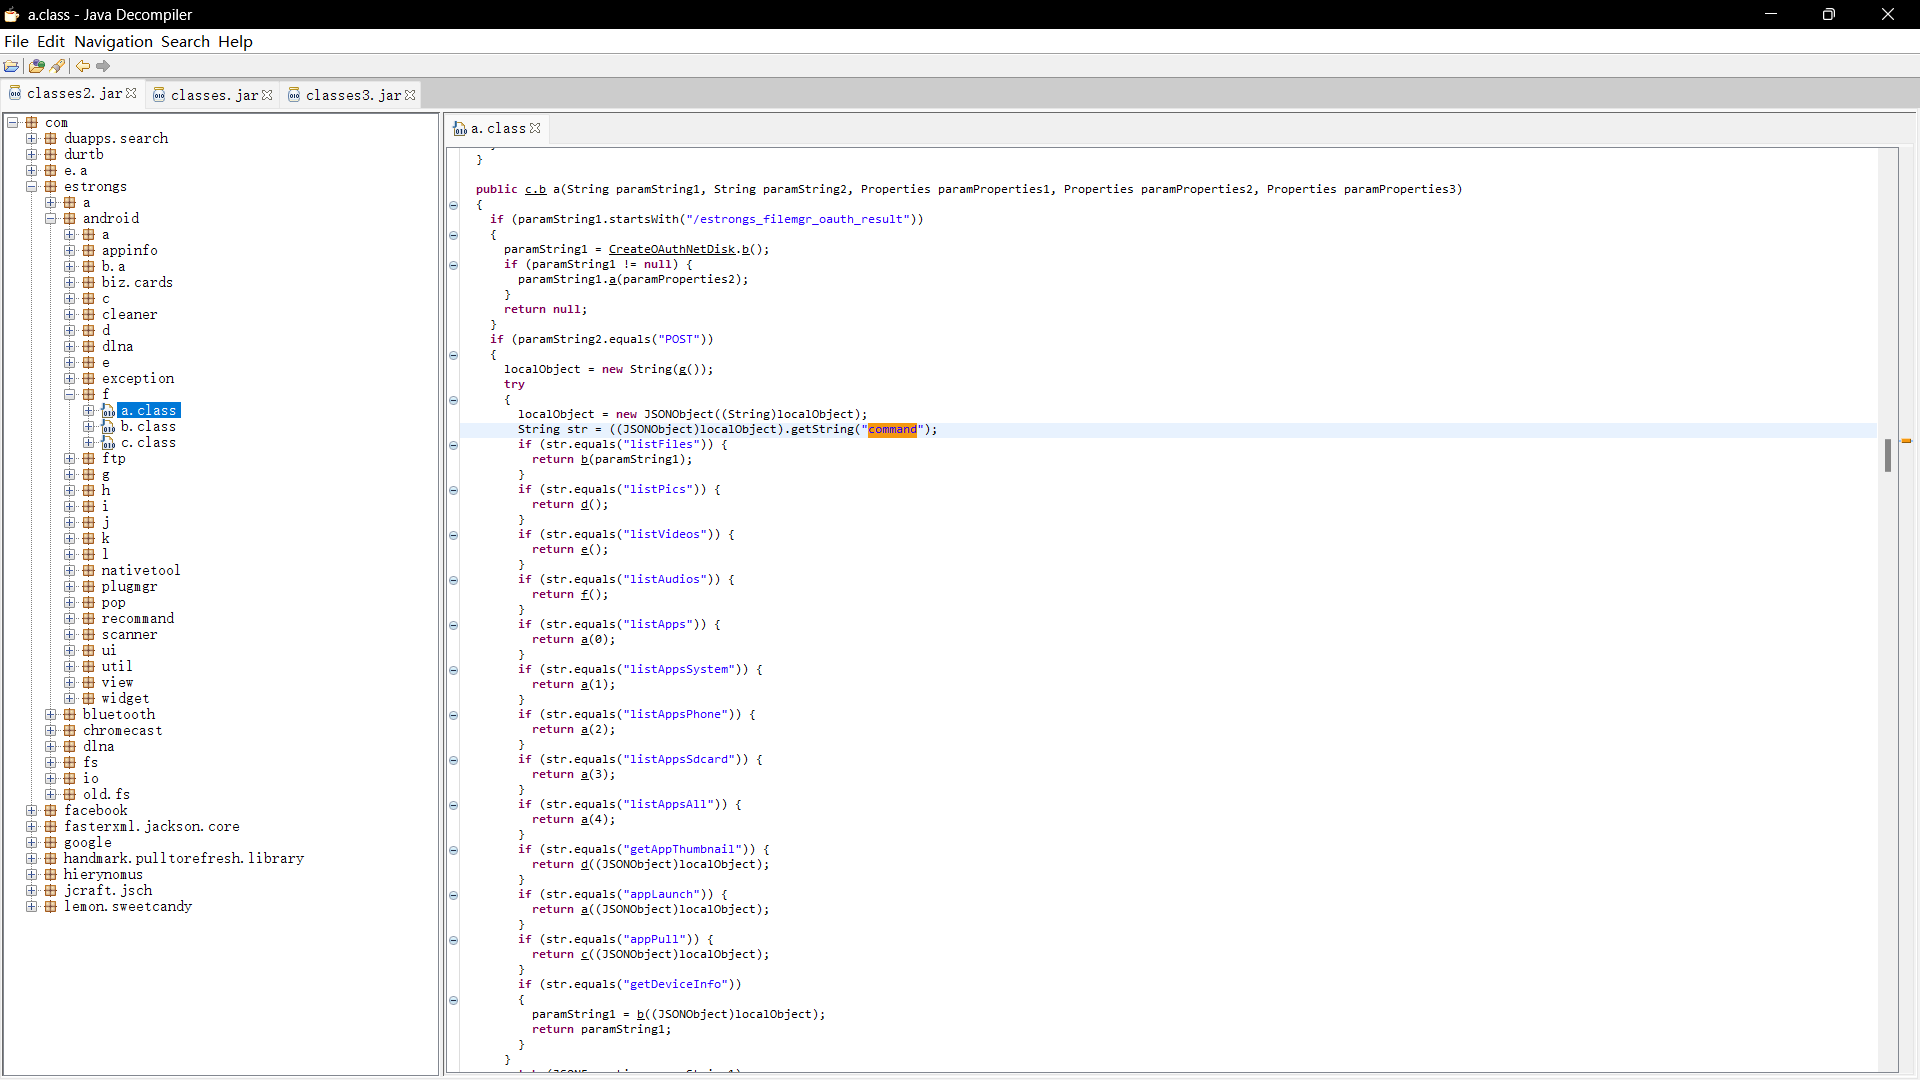 a.class - Java Decompiler
File Edit Navigation Search Help
classes2.jar
classes.jar
classes3.jar
com
duapps.search
durtb
e.a
estrongs
a
android
a
appinfo
b.a
biz.cards
c
cleaner
d
dlna
e
exception
f
a.class
b.class
c.class
ftp
g
h
i
j
k
l
nativetool
plugmgr
pop
recommand
scanner
ui
util
view
widget
bluetooth
chromecast
dlna
fs
io
old.fs
facebook
fasterxml.jackson.core
google
handmark.pulltorefresh.library
hierynomus
jcraft.jsch
lemon.sweetcandy
a.class
}
public c.b a(String paramString1, String paramString2, Properties paramProperties1, Properties paramProperties2, Properties paramProperties3)
{
if (paramString1.startsWith("/estrongs_filemgr_oauth_result"))
{
paramString1 = CreateOAuthNetDisk.b();
if (paramString1 != null) {
paramString1.a(paramProperties2);
}
return null;
}
if (paramString2.equals("POST"))
{
localObject = new String(g());
try
{
localObject = new JSONObject((String)localObject);
String str = ((JSONObject)localObject).getString("command");
if (str.equals("listFiles")) {
return b(paramString1);
}
if (str.equals("listPics")) {
return d();
}
if (str.equals("listVideos")) {
return e();
}
if (str.equals("listAudios")) {
return f();
}
if (str.equals("listApps")) {
return a(0);
}
if (str.equals("listAppsSystem")) {
return a(1);
}
if (str.equals("listAppsPhone")) {
return a(2);
}
if (str.equals("listAppsSdcard")) {
return a(3);
}
if (str.equals("listAppsAll")) {
return a(4);
}
if (str.equals("getAppThumbnail")) {
return d((JSONObject)localObject);
}
if (str.equals("appLaunch")) {
return a((JSONObject)localObject);
}
if (str.equals("appPull")) {
return c((JSONObject)localObject);
}
if (str.equals("getDeviceInfo"))
{
paramString1 = b((JSONObject)localObject);
return paramString1;
}
}